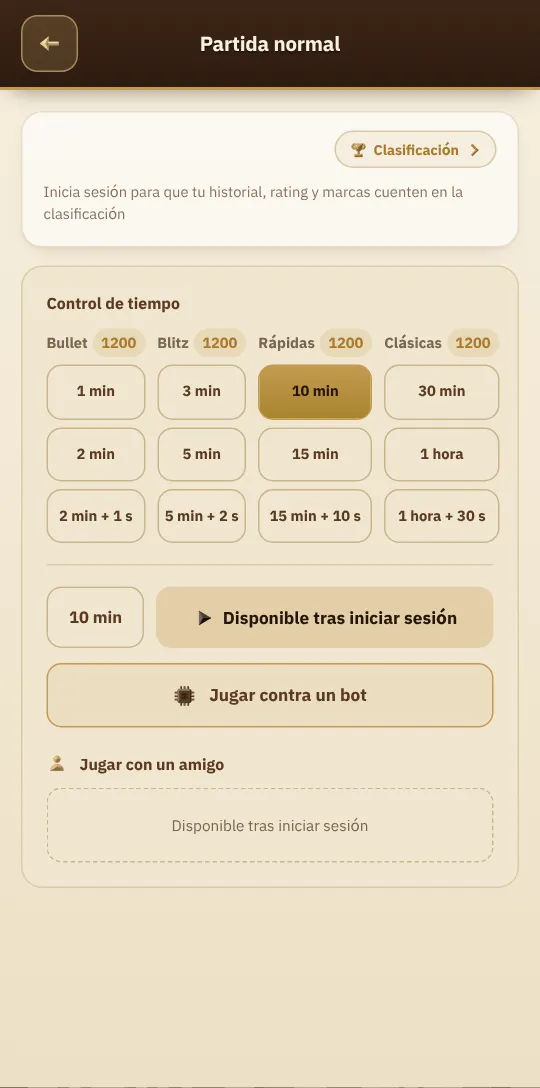 Partida normal
Clasificación
Inicia sesión para que tu historial, rating y marcas cuenten en la
clasificación
Control de tiempo
Bullet 1200 Blitz 1200 Rápidas 1200 Clásicas 1200
1 min 3 min 10 min 30 min
2 min 5 min 15 min 1 hora
2 min + 1 s 5 min + 2 s 15 min + 10 s 1 hora + 30 s
10 min Disponible tras iniciar sesión
Jugar contra un bot
Jugar con un amigo
Disponible tras iniciar sesión